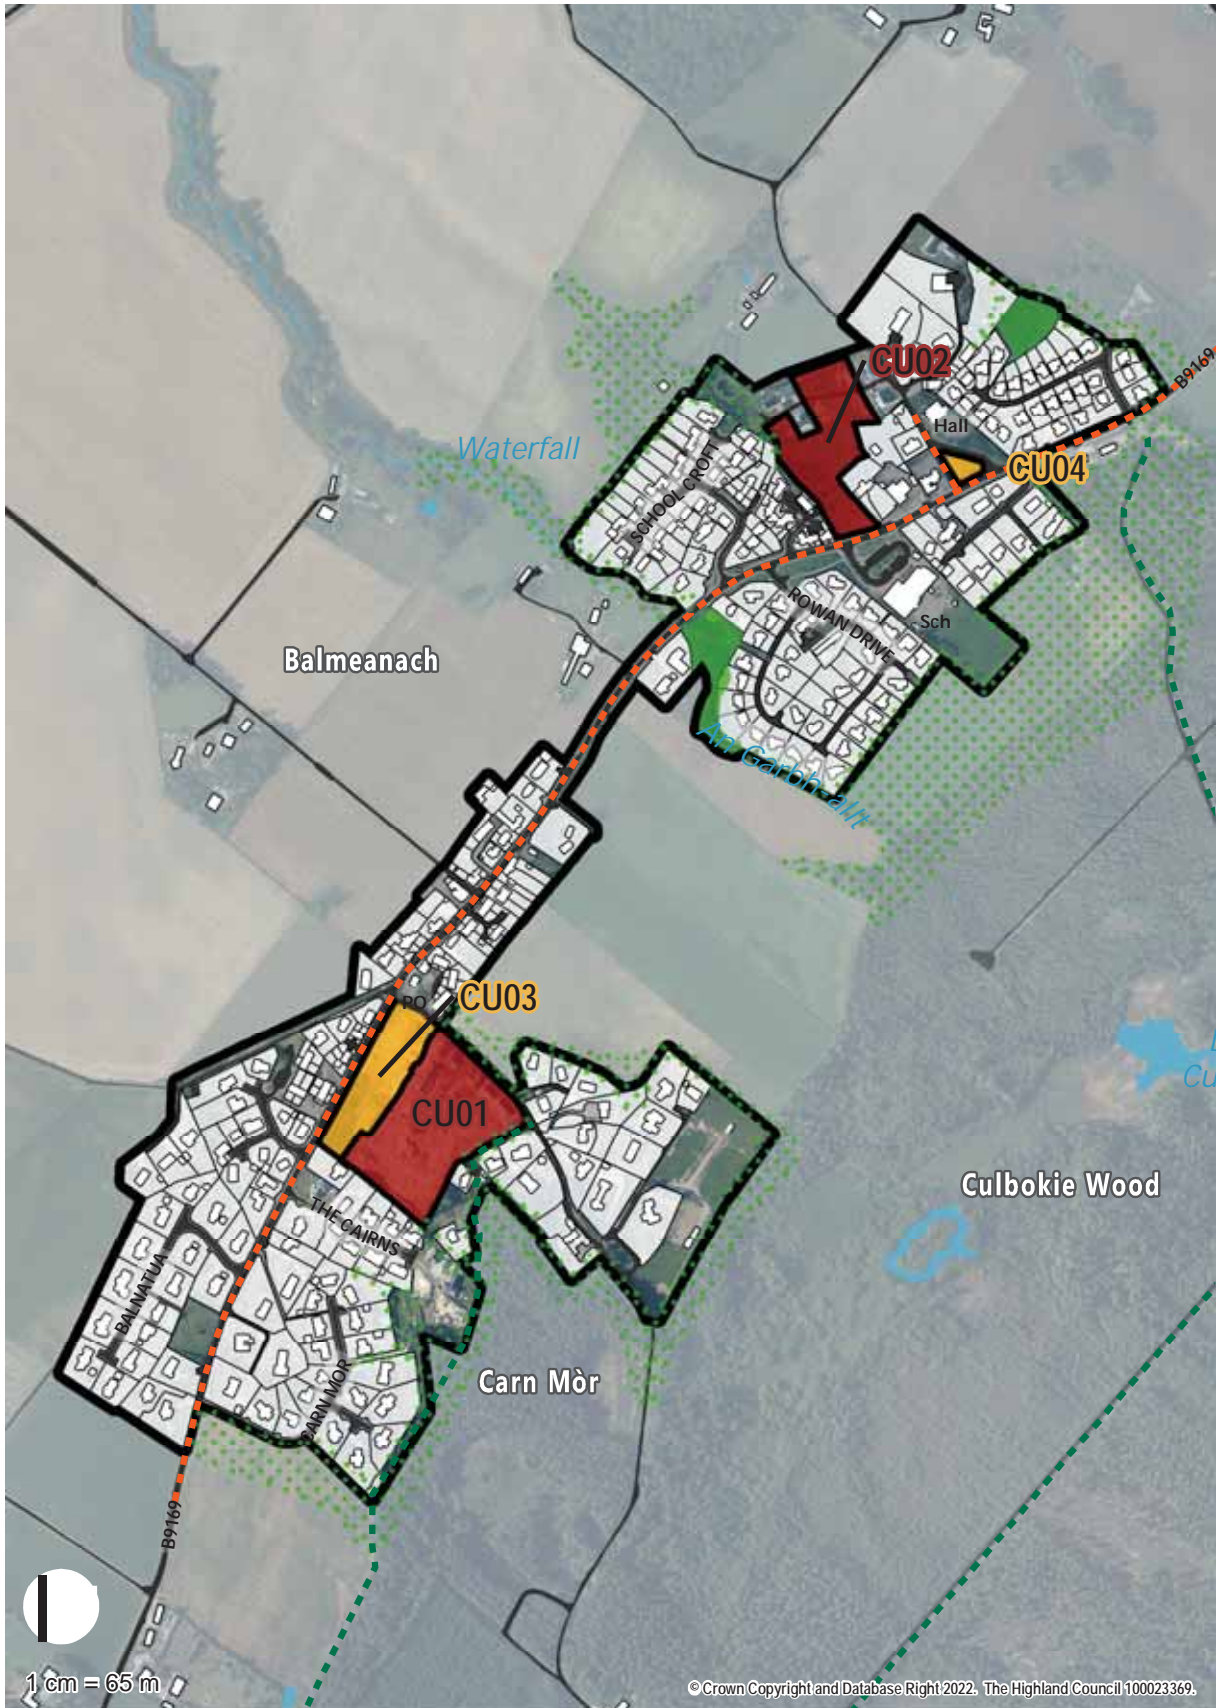 CU02
B9169
Hall
CU04
Waterfall
SCHOOL CROFT
ROWAN DRIVE
Sch
Balmeanach
An Garbh-allt
PO
CU03
CU01
Culbokie Wood
THE CAIRNS
BALNATUA
Carn Mòr
CARN MOR
B9169
1 cm = 65 m
© Crown Copyright and Database Right 2022. The Highland Council 100023369.